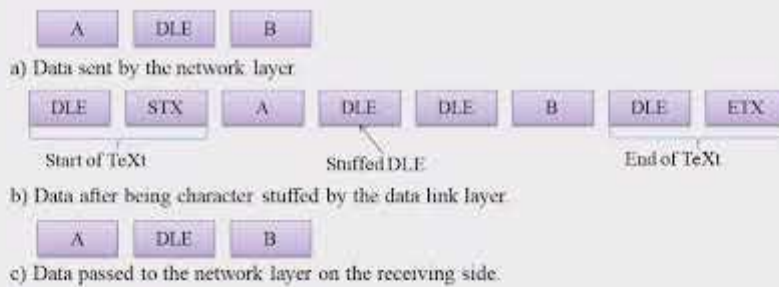 A DLE B
a) Data sent by the network layer
DLE STX A DLE DLE B DLE ETX
Start of TeXt Stuffed DLE End of TeXt
b) Data after being character stuffed by the data link layer.
A DLE B
c) Data passed to the network layer on the receiving side.